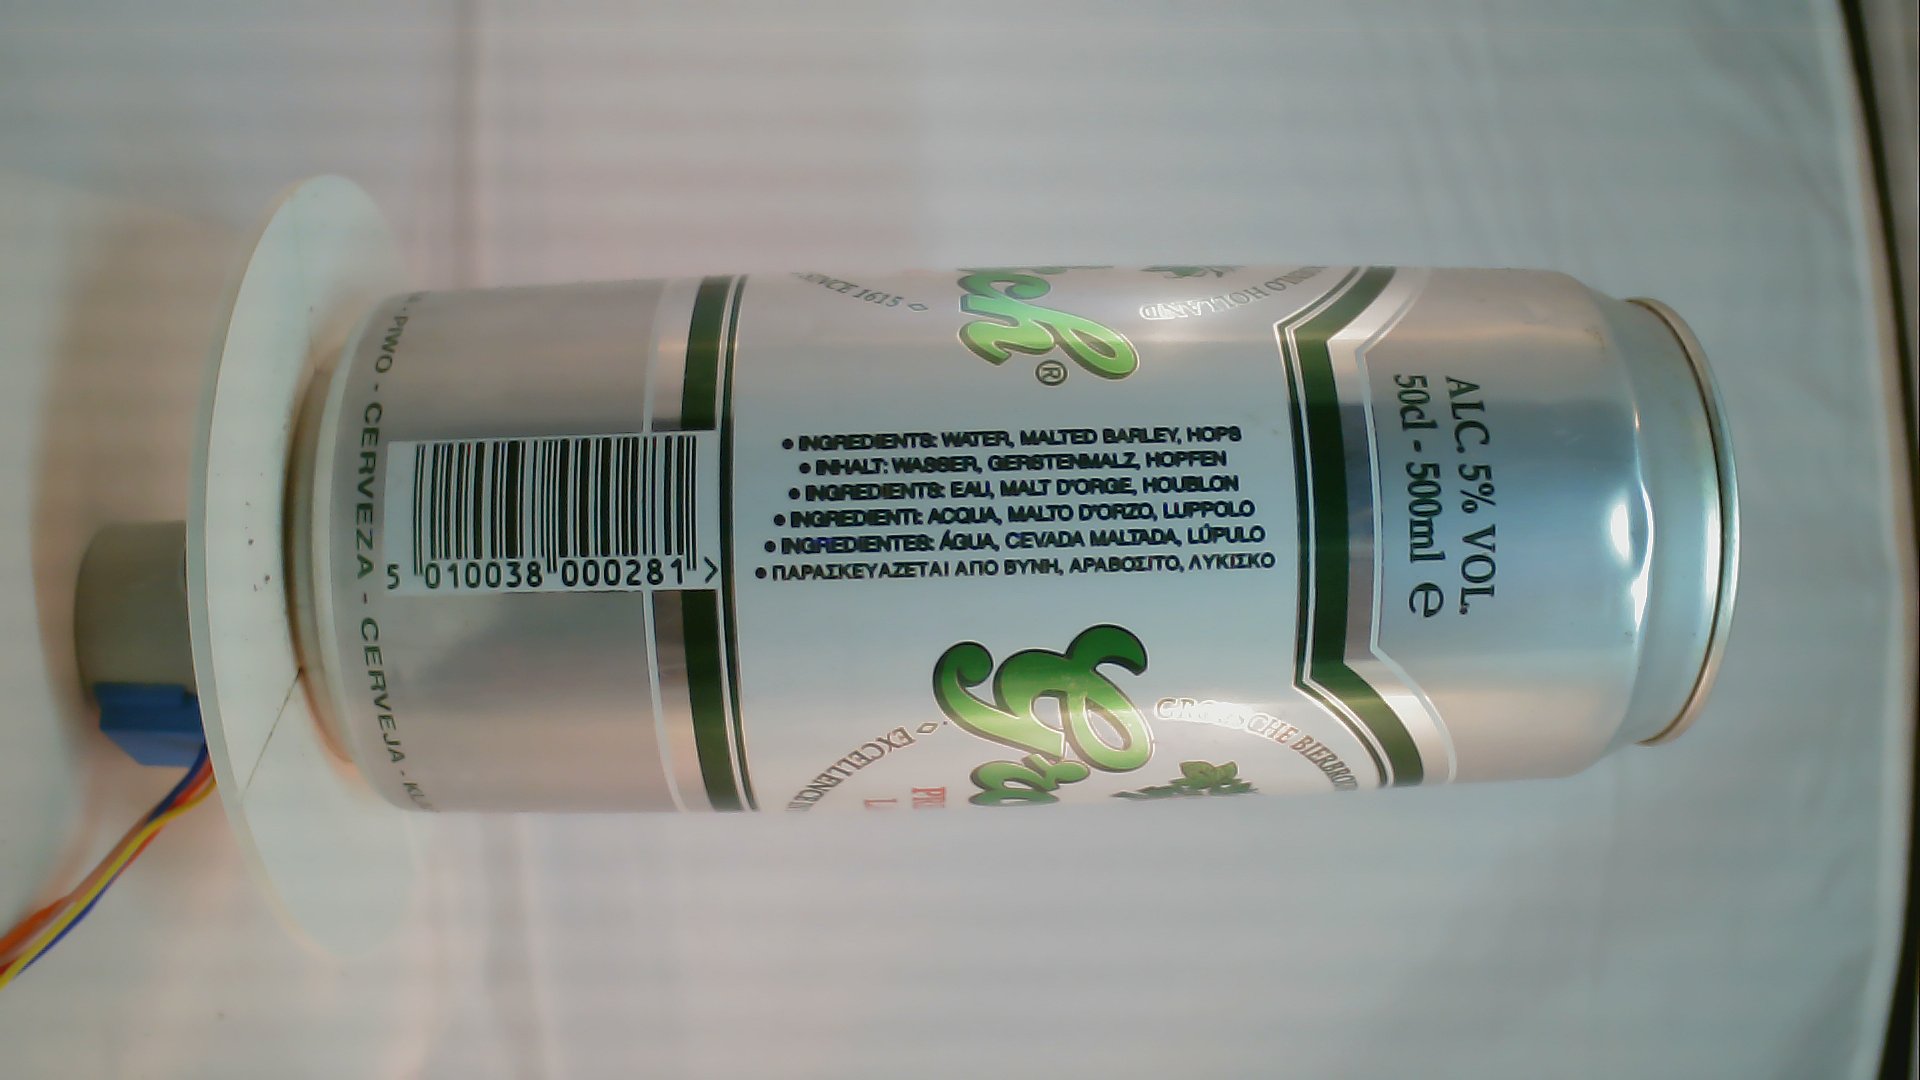 ALC. 5% VOL.
50cl - 500ml ℮
HOLLAND
SINCE 1615
ch®
• INGREDIENTS: WATER, MALTED BARLEY, HOPS
• INHALT: WASSER, GERSTENMALZ, HOPFEN
• INGREDIENTS: EAU, MALT D'ORGE, HOUBLON
• INGREDIENTI: ACQUA, MALTO D'ORZO, LUPPOLO
• INGREDIENTES: ÁGUA, CEVADA MALTADA, LÚPULO
• ΠΑΡΑΣΚΕΥΑΖΕΤΑΙ ΑΠΟ ΒΥΝΗ, ΑΡΑΒΟΣΙΤΟ, ΛΥΚΙΣΚΟ
EXCELLENCE
5 010038 000281 >
PIWO - CERVEZA - CERVEJA